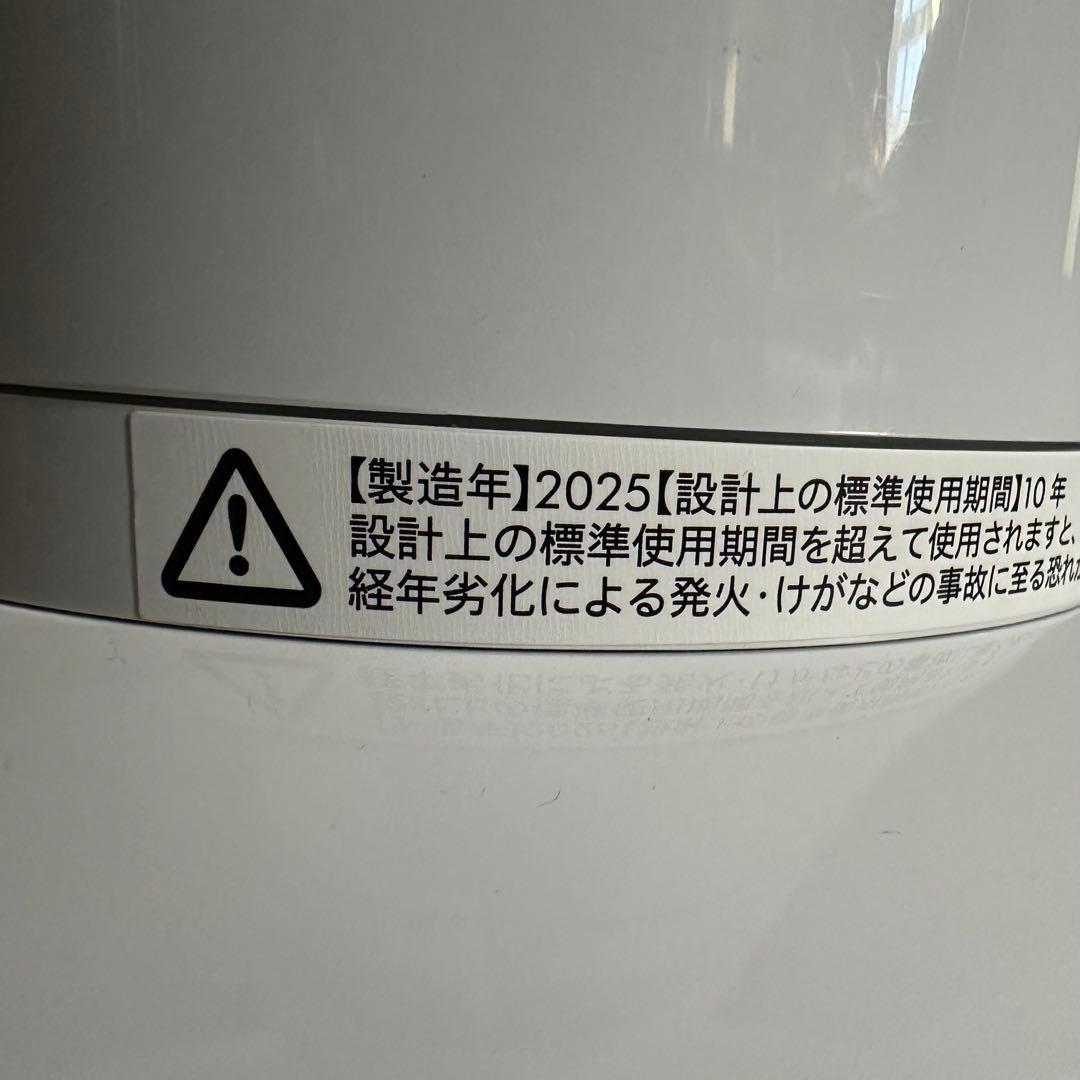 【製造年】2025【設計上の標準使用期間】10年
設計上の標準使用期間を超えて使用されますと、
経年劣化による発火・けがなどの事故に至る恐れ